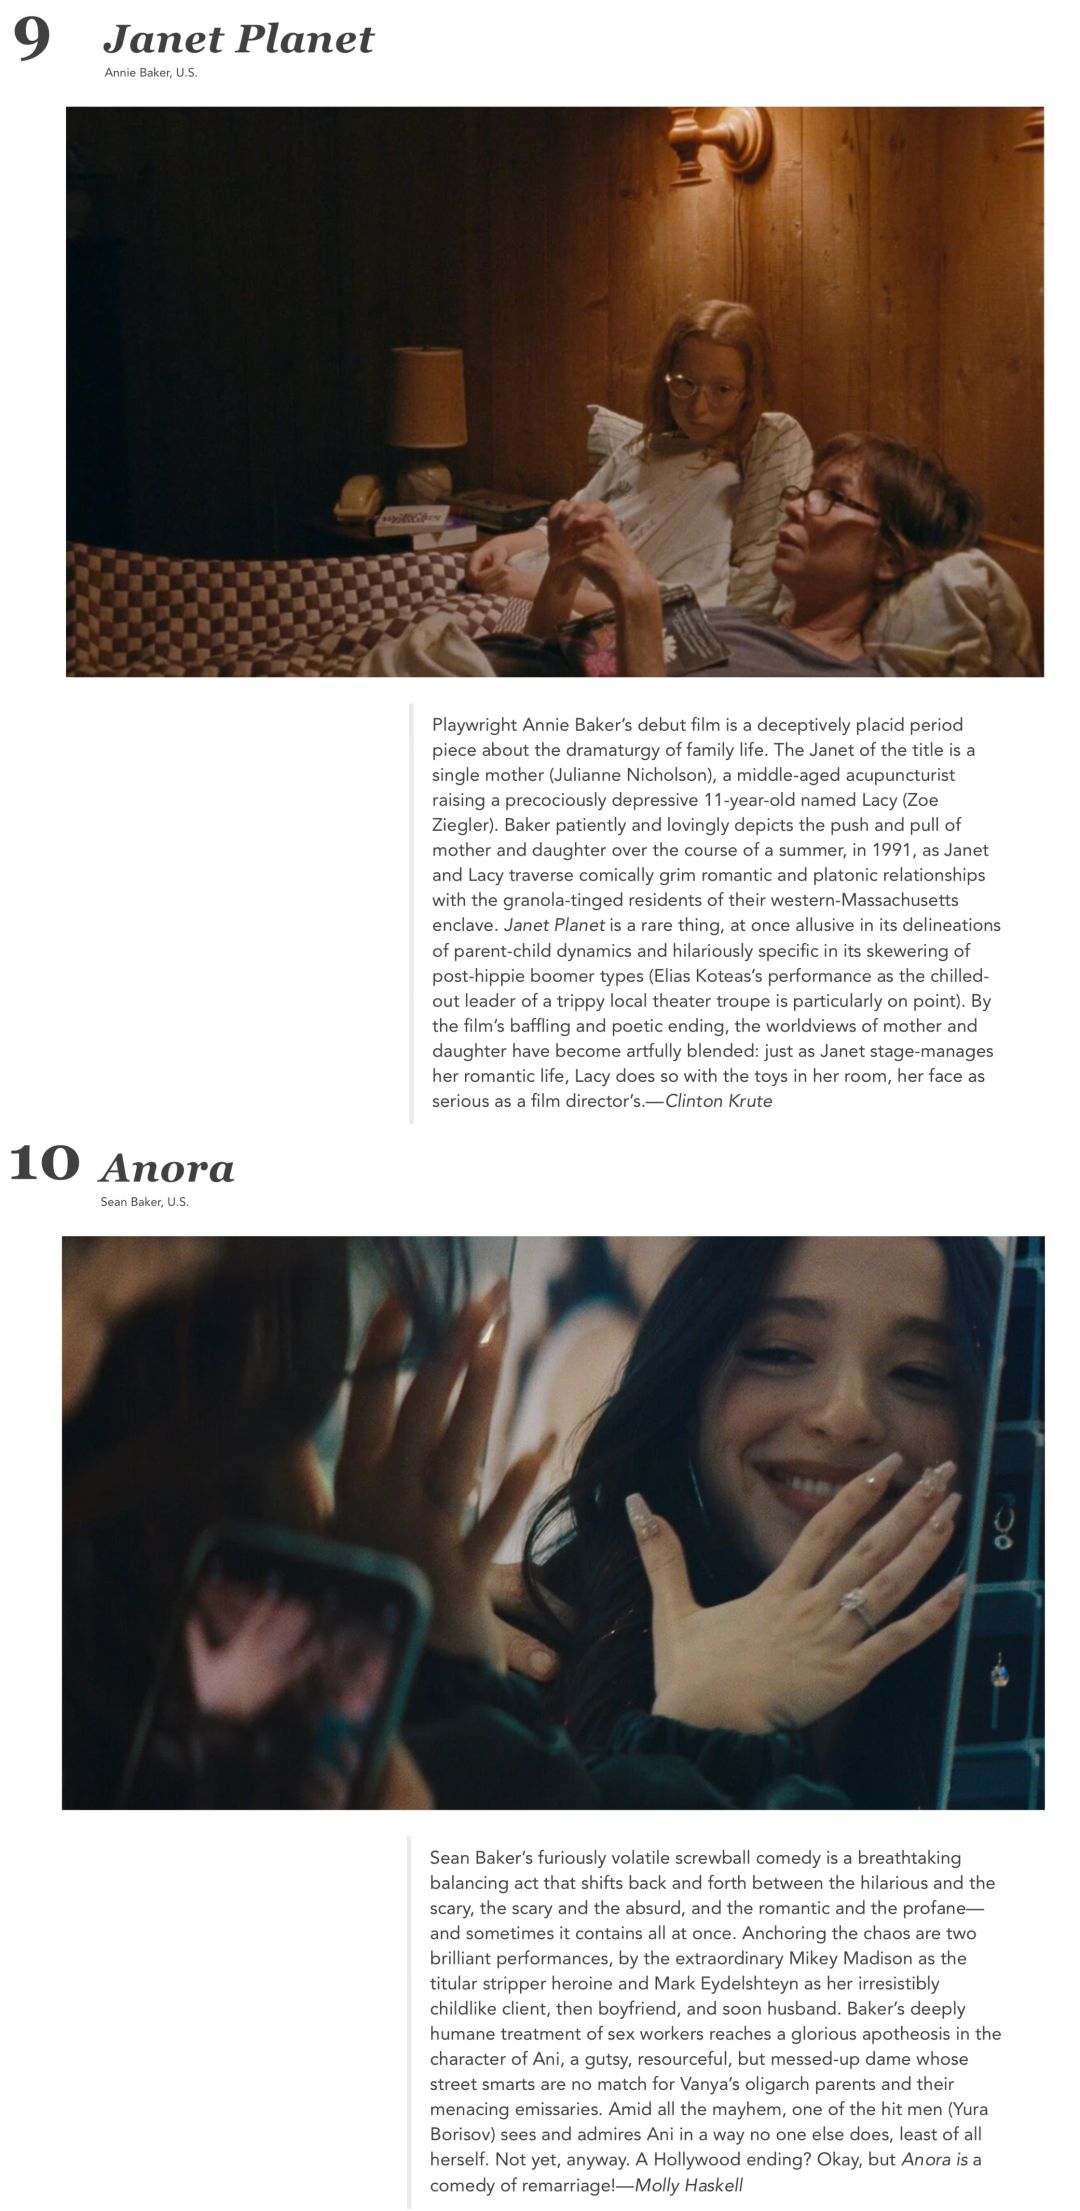 9 Janet Planet
Annie Baker, U.S.
Playwright Annie Baker’s debut film is a deceptively placid period
piece about the dramaturgy of family life. The Janet of the title is a
single mother (Julianne Nicholson), a middle-aged acupuncturist
raising a precociously depressive 11-year-old named Lacy (Zoe
Ziegler). Baker patiently and lovingly depicts the push and pull of
mother and daughter over the course of a summer, in 1991, as Janet
and Lacy traverse comically grim romantic and platonic relationships
with the granola-tinged residents of their western-Massachusetts
enclave. Janet Planet is a rare thing, at once allusive in its delineations
of parent-child dynamics and hilariously specific in its skewering of
post-hippie boomer types (Elias Koteas’s performance as the chilled-
out leader of a trippy local theater troupe is particularly on point). By
the film’s baffling and poetic ending, the worldviews of mother and
daughter have become artfully blended: just as Janet stage-manages
her romantic life, Lacy does so with the toys in her room, her face as
serious as a film director’s.—Clinton Krute
10 Anora
Sean Baker, U.S.
Sean Baker’s furiously volatile screwball comedy is a breathtaking
balancing act that shifts back and forth between the hilarious and the
scary, the scary and the absurd, and the romantic and the profane—
and sometimes it contains all at once. Anchoring the chaos are two
brilliant performances, by the extraordinary Mikey Madison as the
titular stripper heroine and Mark Eydelshteyn as her irresistibly
childlike client, then boyfriend, and soon husband. Baker’s deeply
humane treatment of sex workers reaches a glorious apotheosis in the
character of Ani, a gutsy, resourceful, but messed-up dame whose
street smarts are no match for Vanya’s oligarch parents and their
menacing emissaries. Amid all the mayhem, one of the hit men (Yura
Borisov) sees and admires Ani in a way no one else does, least of all
herself. Not yet, anyway. A Hollywood ending? Okay, but Anora is a
comedy of remarriage!—Molly Haskell